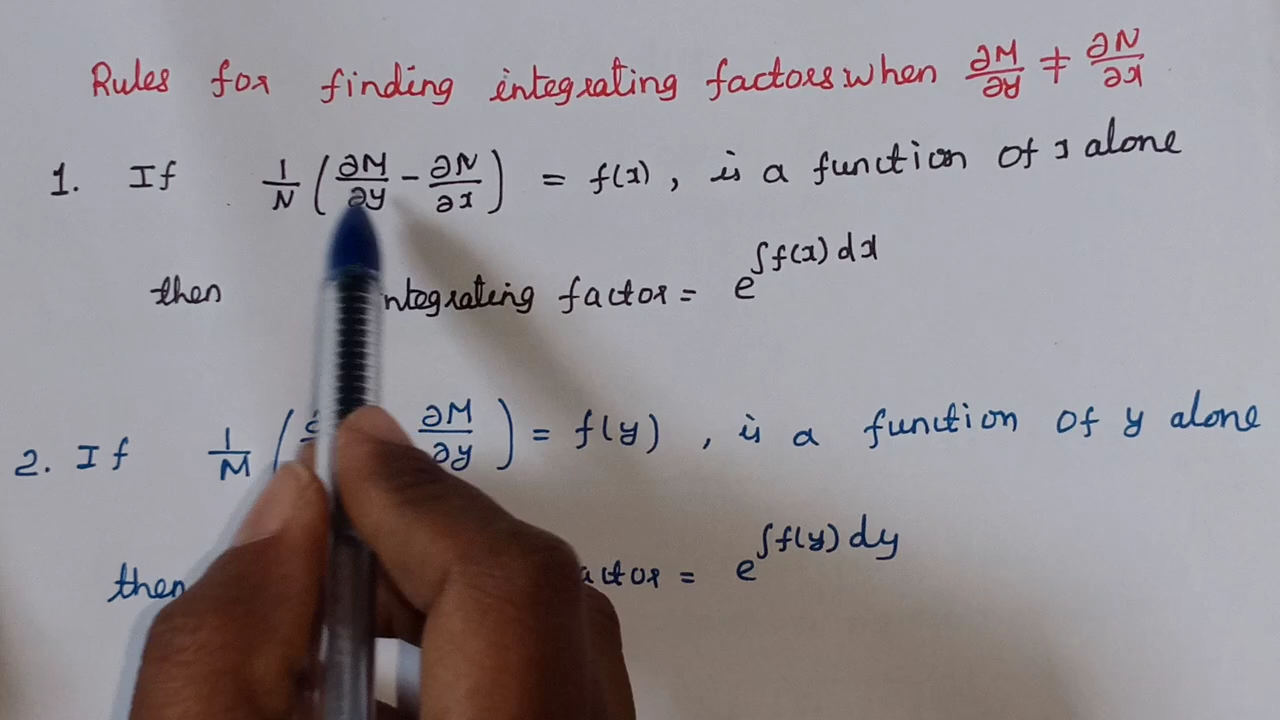 Rules for finding integrating factors when ∂M/∂y ≠ ∂N/∂x
1. If 1/N (∂M/∂y - ∂N/∂x) = f(x), is a function of x alone
then integrating factor = e^∫f(x) dx
2. If 1/M ( ∂M/∂y ) = f(y), is a function of y alone
then = e^∫f(y) dy